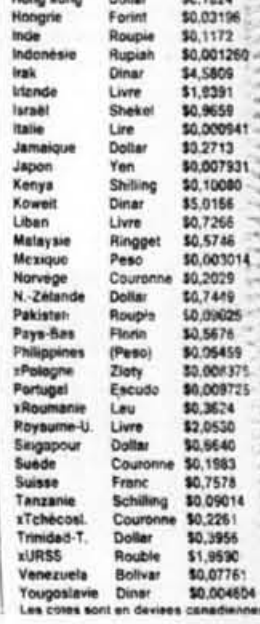 Hong Kong Dollar
Hongrie Forint $0,03196
Inde Roupie $0,1172
Indonésie Rupiah $0,001260
Irak Dinar $4,5809
Irlande Livre $1,9391
Israël Shekel $0,9659
Italie Lire $0,000941
Jamaïque Dollar $0.2713
Japon Yen $0,007931
Kenya Shilling $0,10080
Koweit Dinar $5,0156
Liban Livre $0,7266
Malaysie Ringget $0,5746
Mexique Peso $0,003014
Norvège Couronne $0,2029
N.-Zélande Dollar $0,7449
Pakistan Roupie $0,09025
Pays-Bas Florin $0,5676
Philippines (Peso) $0,05459
xPologne Zloty $0,008375
Portugal Escudo $0,009725
xRoumanie Leu $0,3624
Royaume-U. Livre $2,0530
Singapour Dollar $0,6640
Suède Couronne $0,1983
Suisse Franc $0,7578
Tanzanie Schilling $0,09014
xTchécosl. Couronne $0,2261
Trinidad-T. Dollar $0,3956
xURSS Rouble $1,9590
Venezuela Bolivar $0,07761
Yougoslavie Dinar $0,004604
Les cotes sont en devises canadiennes